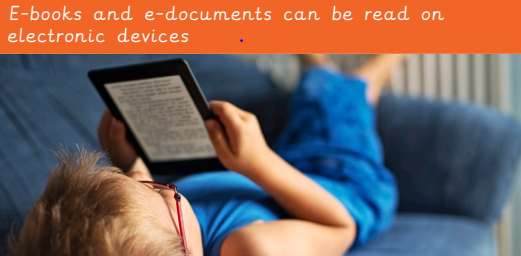 E-books and e-documents can be read on
electronic devices .